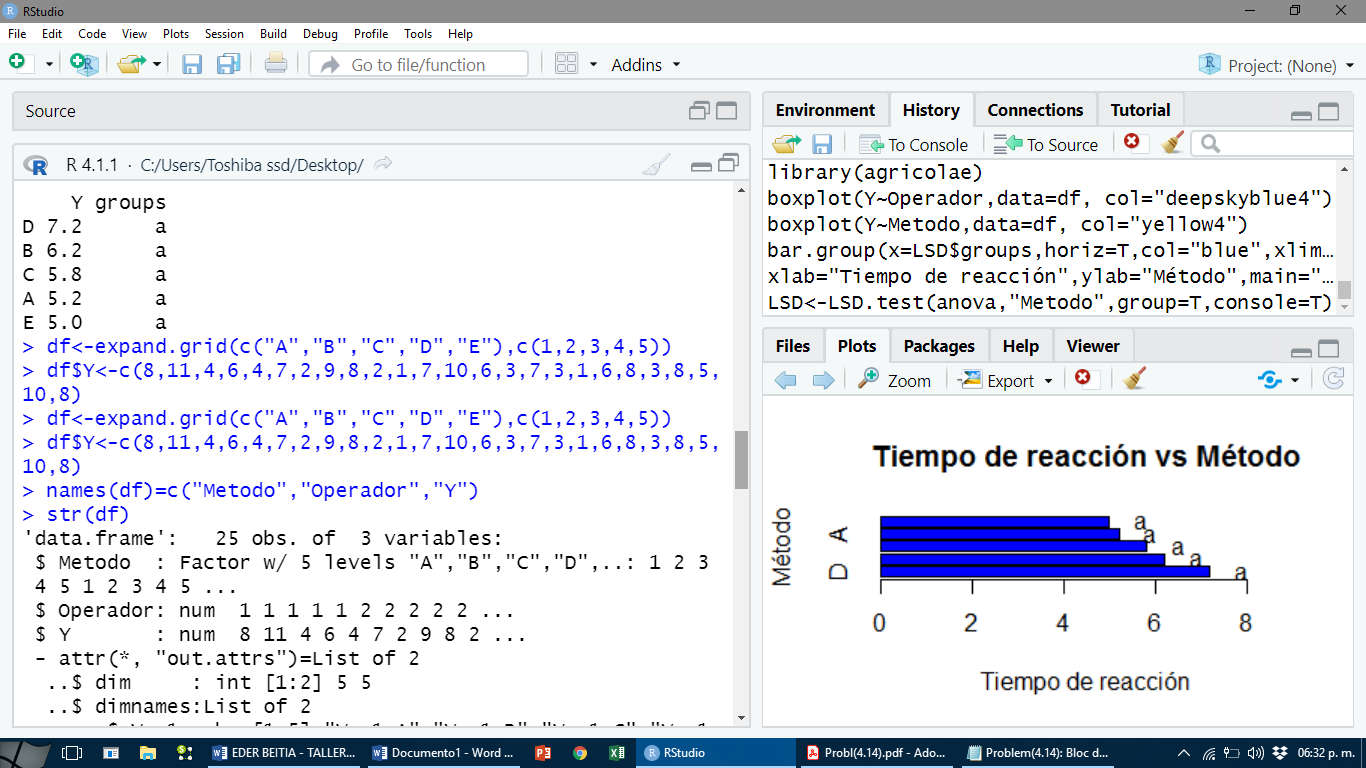 RStudio
File Edit Code View Plots Session Build Debug Profile Tools Help
Go to file/function Addins Project: (None)
Source
R 4.1.1 · C:/Users/Toshiba ssd/Desktop/
Y groups
D 7.2 a
B 6.2 a
C 5.8 a
A 5.2 a
E 5.0 a
> df<-expand.grid(c("A","B","C","D","E"),c(1,2,3,4,5))
> df$Y<-c(8,11,4,6,4,7,2,9,8,2,1,7,10,6,3,7,3,1,6,8,3,8,5,
10,8)
> df<-expand.grid(c("A","B","C","D","E"),c(1,2,3,4,5))
> df$Y<-c(8,11,4,6,4,7,2,9,8,2,1,7,10,6,3,7,3,1,6,8,3,8,5,
10,8)
> names(df)=c("Metodo","Operador","Y")
> str(df)
'data.frame': 25 obs. of 3 variables:
$ Metodo : Factor w/ 5 levels "A","B","C","D",..: 1 2 3
4 5 1 2 3 4 5 ...
$ Operador: num 1 1 1 1 1 2 2 2 2 2 ...
$ Y : num 8 11 4 6 4 7 2 9 8 2 ...
- attr(*, "out.attrs")=List of 2
..$ dim : int [1:2] 5 5
..$ dimnames:List of 2
Environment History Connections Tutorial
To Console To Source
library(agricolae)
boxplot(Y~Operador,data=df, col="deepskyblue4")
boxplot(Y~Metodo,data=df, col="yellow4")
bar.group(x=LSD$groups,horiz=T,col="blue",xlim…
xlab="Tiempo de reacción",ylab="Método",main="…
LSD<-LSD.test(anova,"Metodo",group=T,console=T)
Files Plots Packages Help Viewer
Zoom Export
Tiempo de reacción vs Método
Método
A
D
a
a
a
a
a
0 2 4 6 8
Tiempo de reacción
EDER BEITIA - TALLER... Documento1 - Word ... RStudio Probl(4.14).pdf - Ado... Problem(4.14): Bloc d... 06:32 p. m.